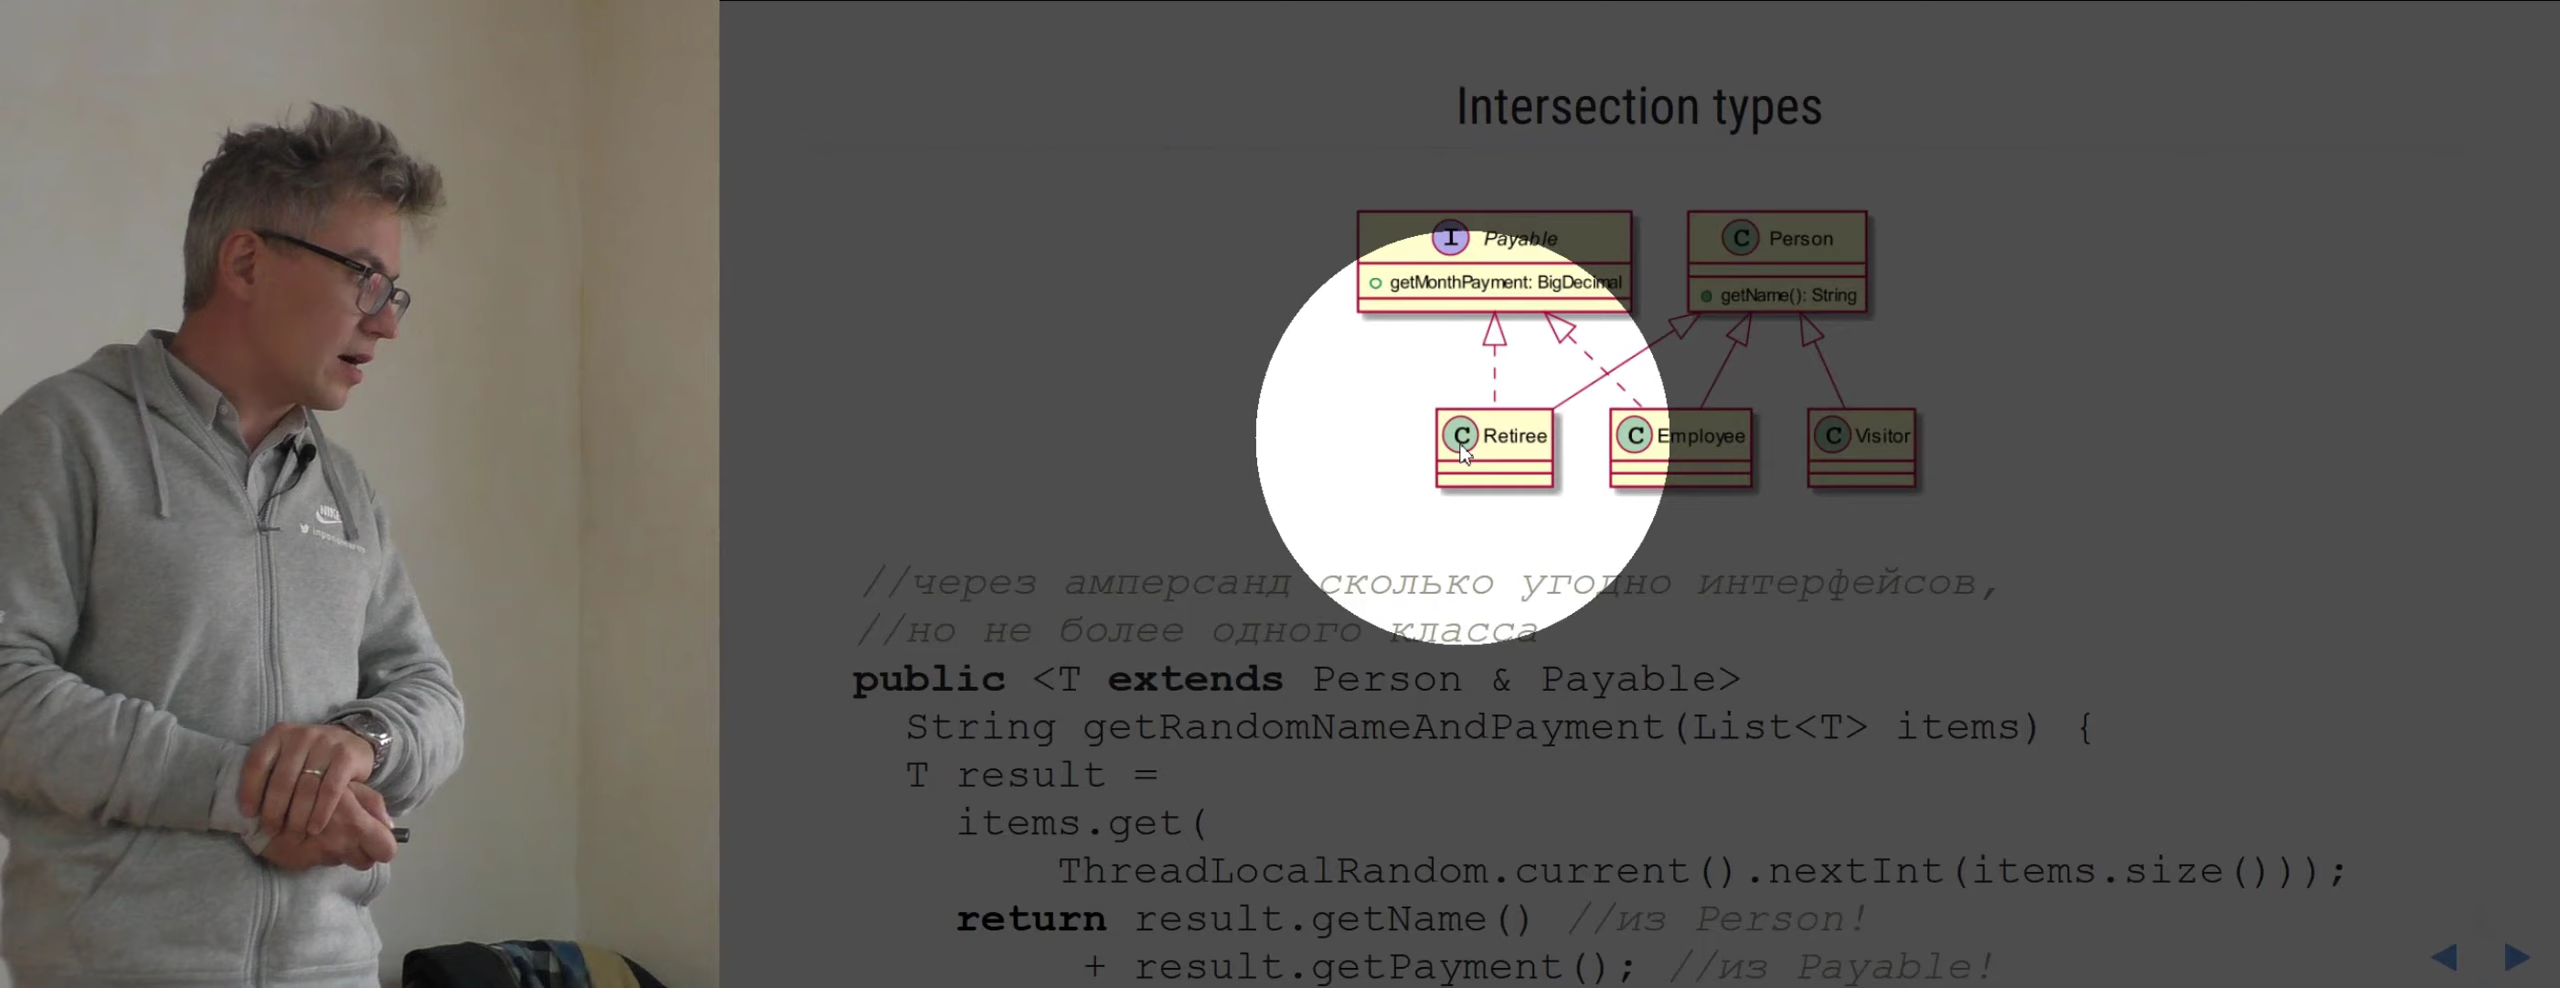 Intersection types
I Payable
C Person
getMonthPayment: BigDecimal
getName(): String
C Retiree
C Employee
C Visitor
//через амперсанд сколько угодно интерфейсов,
//но не более одного класса
public <T extends Person & Payable>
String getRandomNameAndPayment(List<T> items) {
T result =
items.get(
ThreadLocalRandom.current().nextInt(items.size()));
return result.getName() //из Person!
+ result.getPayment(); //из Payable!
NIKE